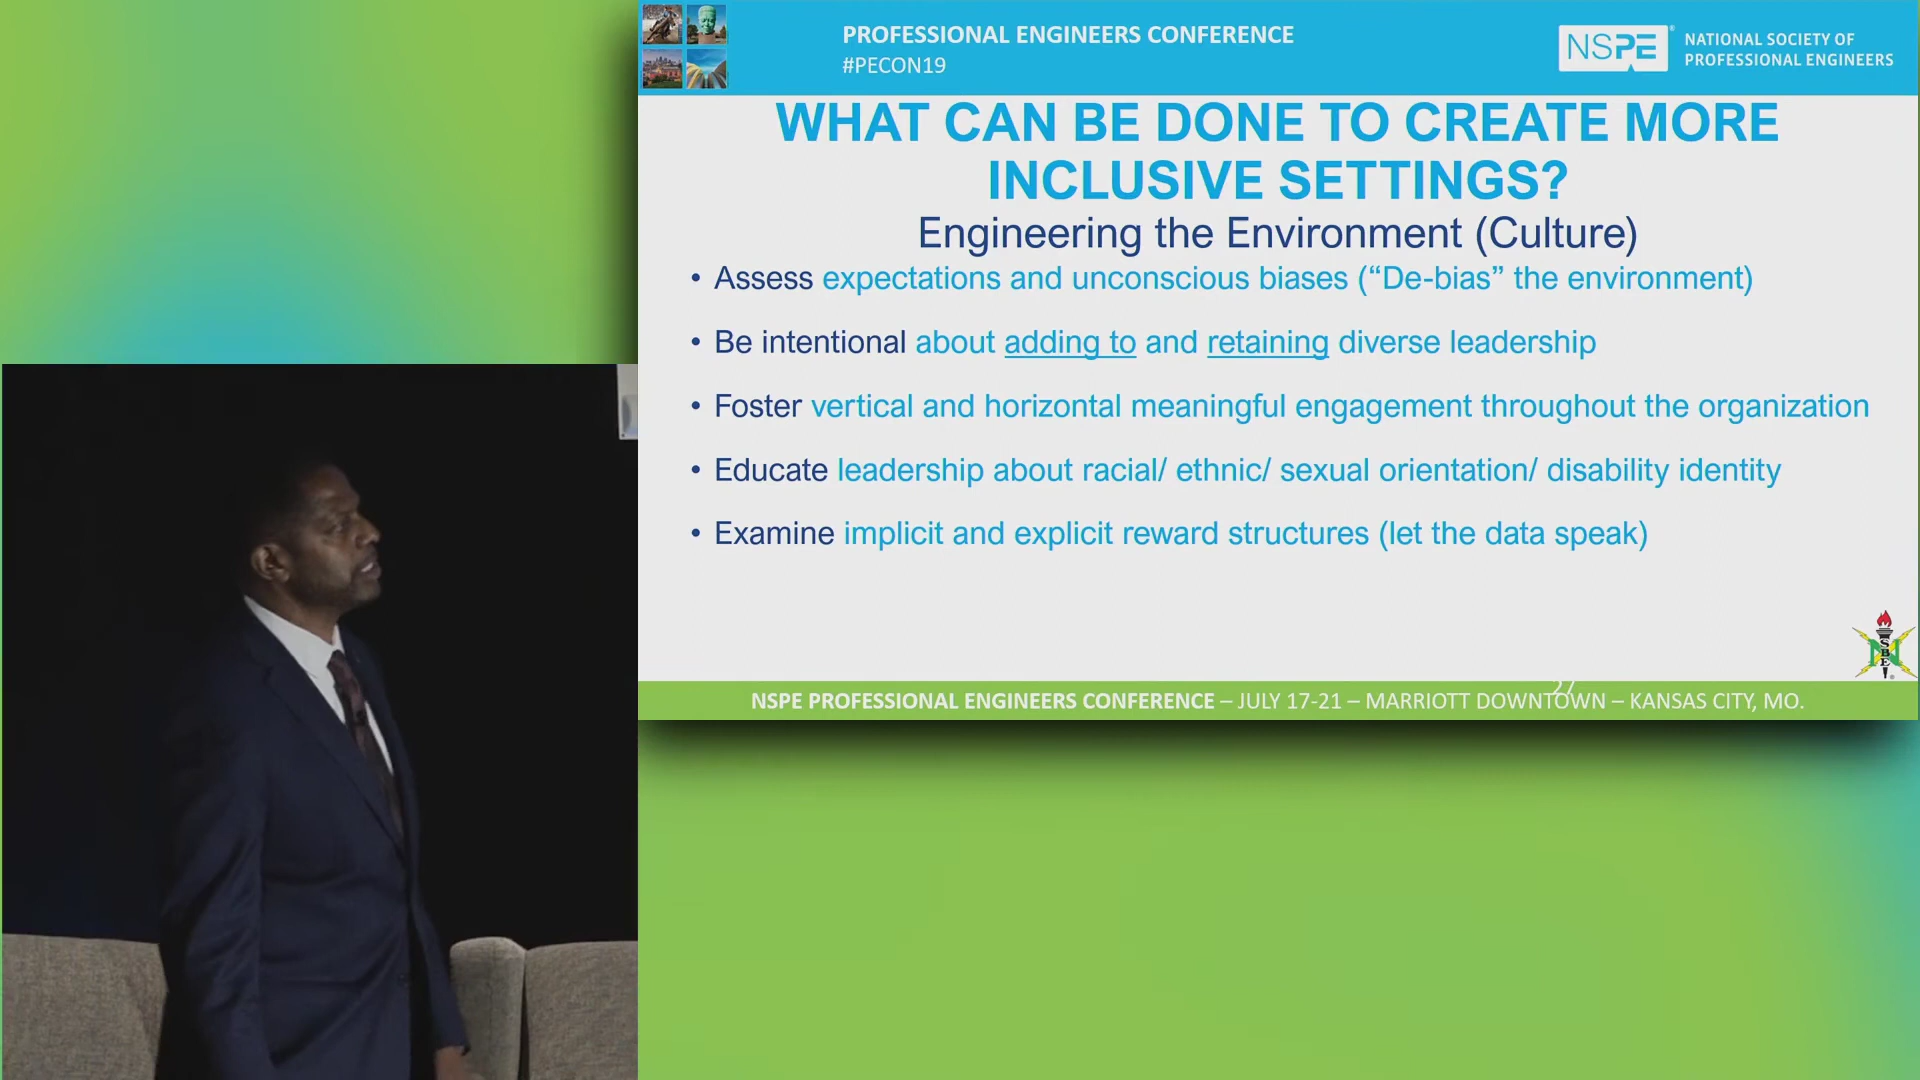 PROFESSIONAL ENGINEERS CONFERENCE
#PECON19
NSPE
NATIONAL SOCIETY OF
PROFESSIONAL ENGINEERS
WHAT CAN BE DONE TO CREATE MORE
INCLUSIVE SETTINGS?
Engineering the Environment (Culture)
• Assess expectations and unconscious biases (“De-bias” the environment)
• Be intentional about adding to and retaining diverse leadership
• Foster vertical and horizontal meaningful engagement throughout the organization
• Educate leadership about racial/ ethnic/ sexual orientation/ disability identity
• Examine implicit and explicit reward structures (let the data speak)
NSBE
27
NSPE PROFESSIONAL ENGINEERS CONFERENCE – JULY 17-21 – MARRIOTT DOWNTOWN – KANSAS CITY, MO.